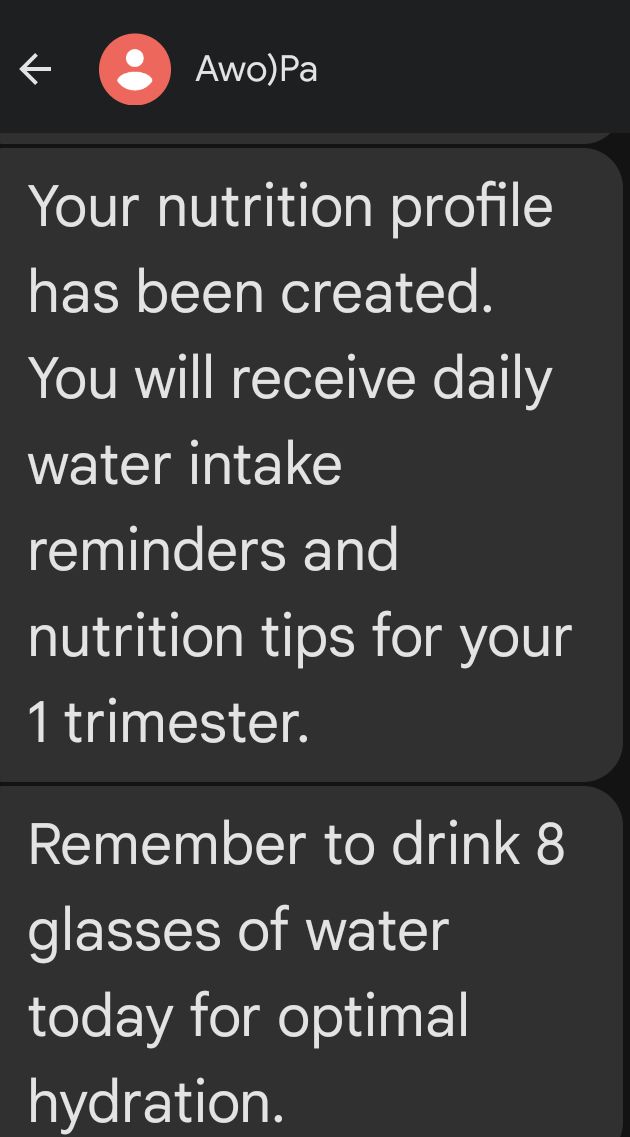 Awo)Pa
Your nutrition profile
has been created.
You will receive daily
water intake
reminders and
nutrition tips for your
1 trimester.
Remember to drink 8
glasses of water
today for optimal
hydration.